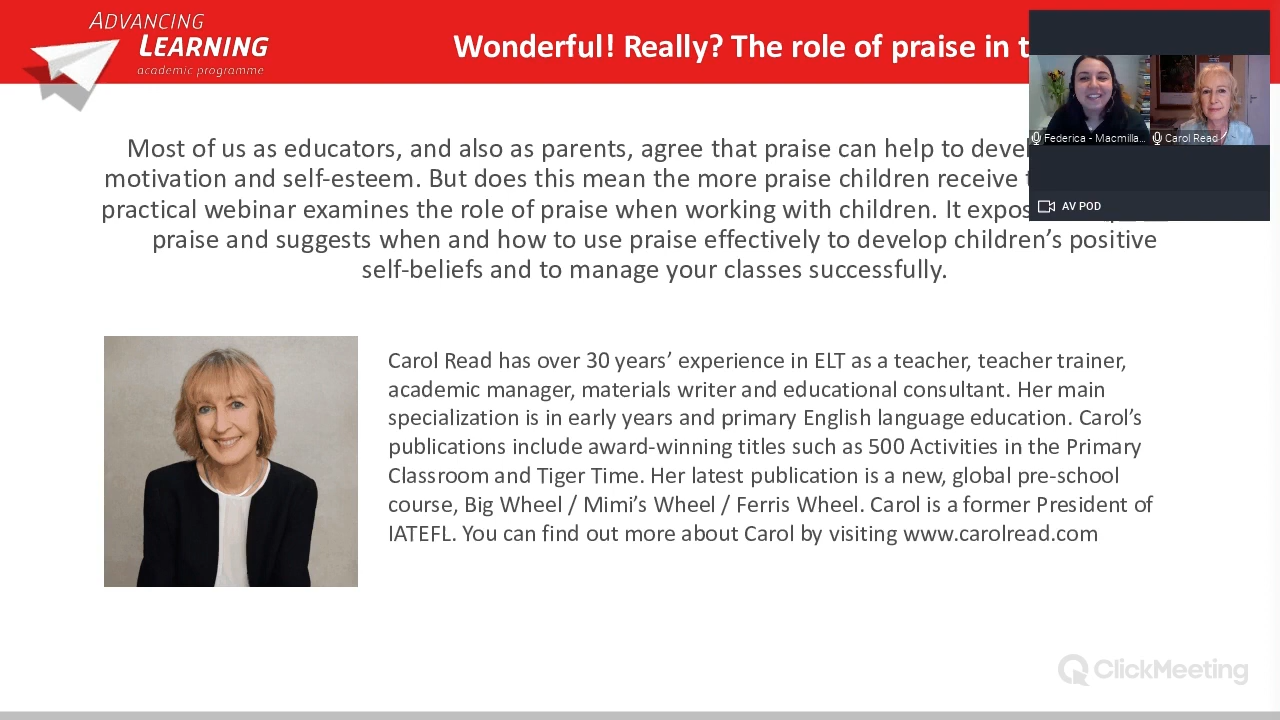 ADVANCING
LEARNING
academic programme
Wonderful! Really? The role of praise in
Most of us as educators, and also as parents, agree that praise can help to
motivation and self-esteem. But does this mean the more praise children receive
practical webinar examines the role of praise when working with children. It
praise and suggests when and how to use praise effectively to develop children's positive
self-beliefs and to manage your classes successfully.
Federica - Macmilla...
Carol Read
AV POD
Carol Read has over 30 years' experience in ELT as a teacher, teacher trainer,
academic manager, materials writer and educational consultant. Her main
specialization is in early years and primary English language education. Carol's
publications include award-winning titles such as 500 Activities in the Primary
Classroom and Tiger Time. Her latest publication is a new, global pre-school
course, Big Wheel / Mimi's Wheel / Ferris Wheel. Carol is a former President of
IATEFL. You can find out more about Carol by visiting www.carolread.com
ClickMeeting